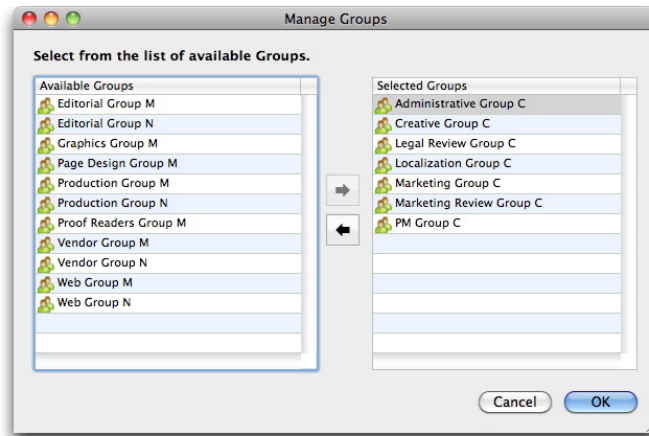 Manage Groups
Select from the list of available Groups.
Available Groups
Editorial Group M
Editorial Group N
Graphics Group M
Page Design Group M
Production Group M
Production Group N
Proof Readers Group M
Vendor Group M
Vendor Group N
Web Group M
Web Group N
Selected Groups
Administrative Group C
Creative Group C
Legal Review Group C
Localization Group C
Marketing Group C
Marketing Review Group C
PM Group C
Cancel
OK